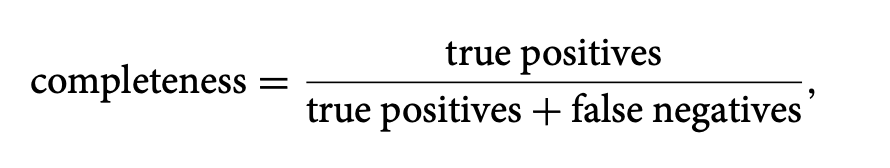 completeness = true positives / true positives + false negatives,